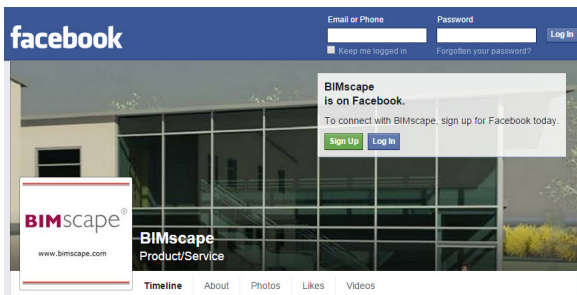 Email or Phone
Password
facebook
Log In
Keep me logged in
Forgotten your password?
BIMscape
is on Facebook.
To connect with BIMscape, sign up for Facebook today.
Sign Up
Log In
BIMscape®
www.bimscape.com
BIMscape
Product/Service
Timeline
About
Photos
Likes
Videos